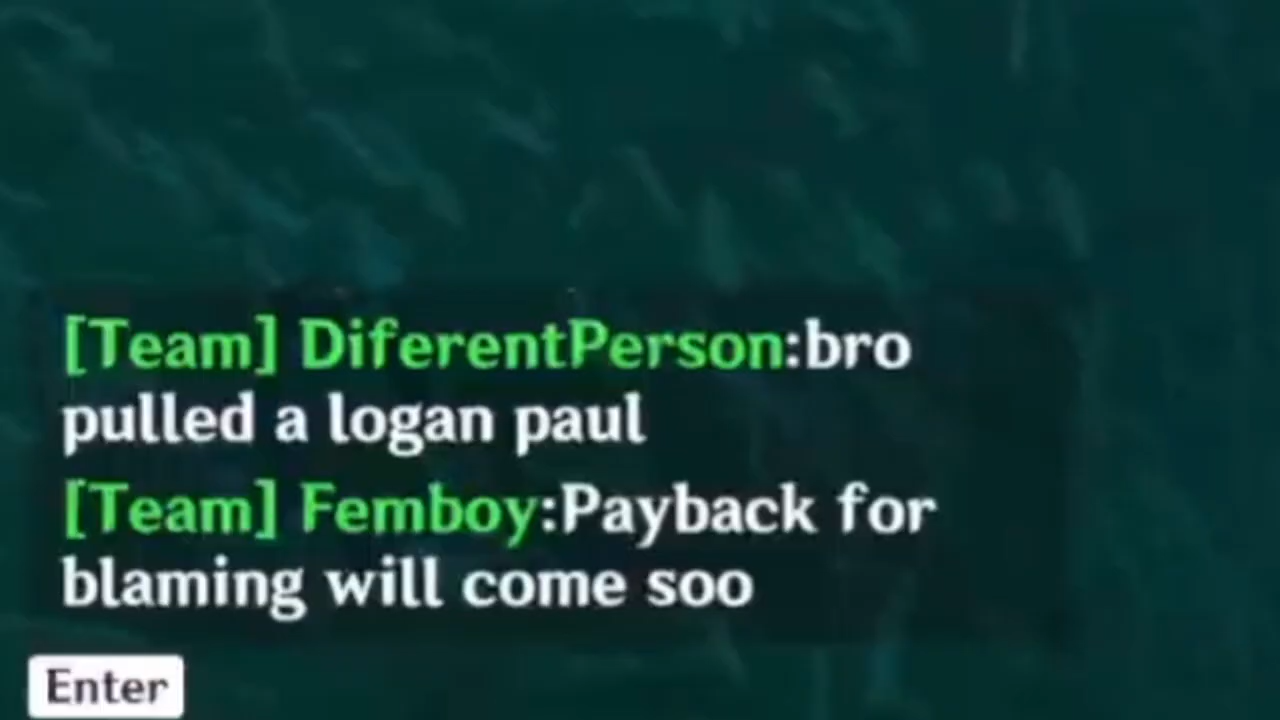 [Team] DiferentPerson:bro
pulled a logan paul
[Team] Femboy:Payback for
blaming will come soo
Enter